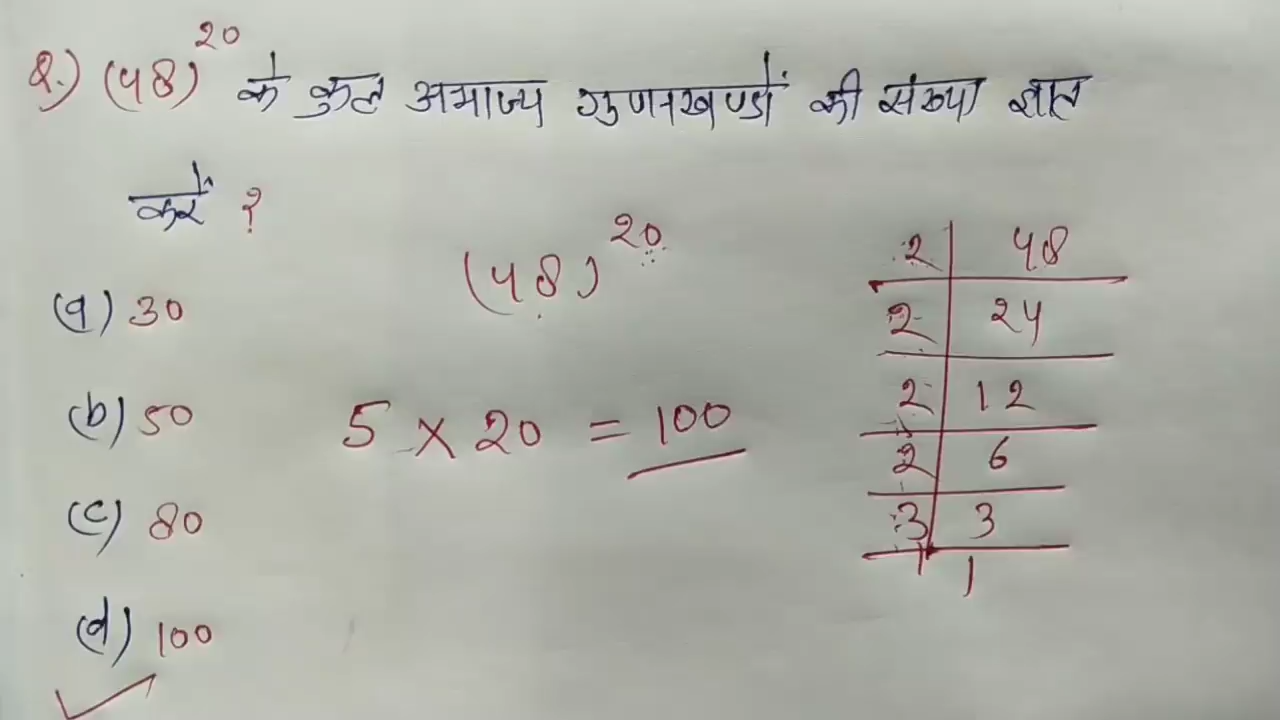 Q.) (48)²⁰ के कुल अभाज्य गुणनखण्डों की संख्या ज्ञात
करें ?
(a) 30
(b) 50
(c) 80
(d) 100
(48)²⁰
5 × 20 = 100
2 | 48
2 | 24
2 | 12
2 | 6
3 | 3
1